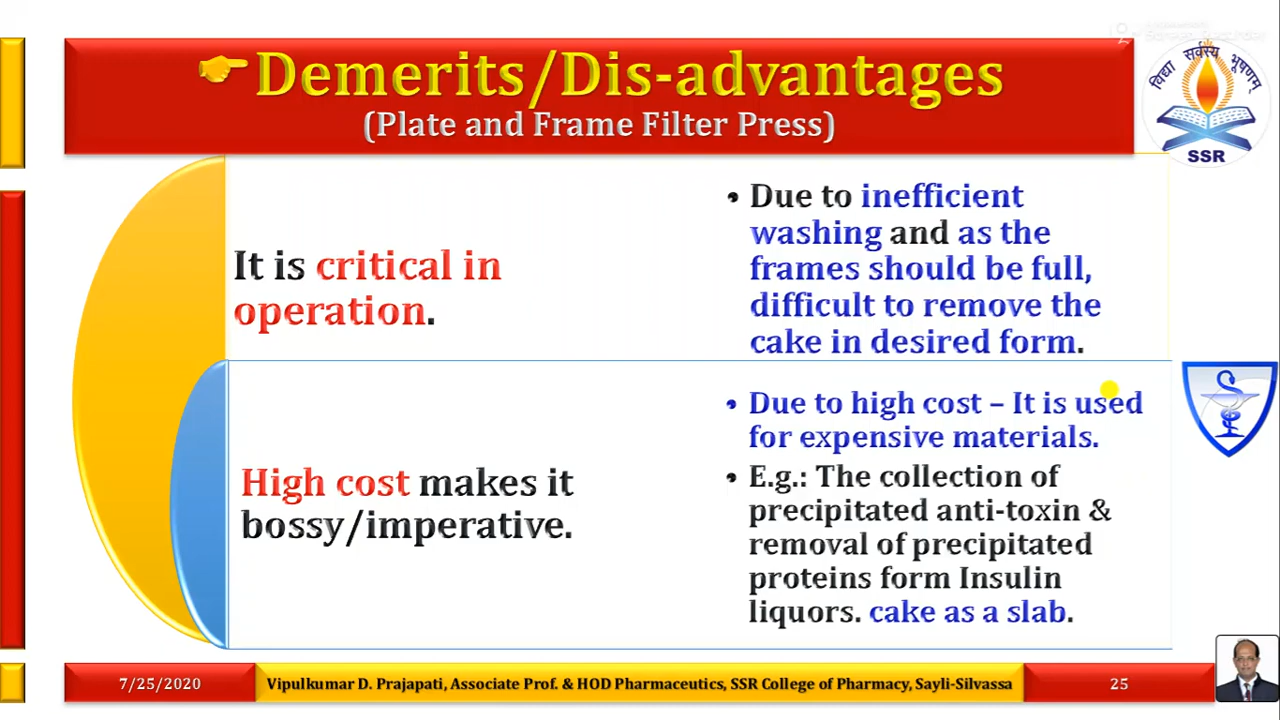 Demerits/Dis-advantages
(Plate and Frame Filter Press)
विद्या सर्वस्य भूषणम्
SSR
It is critical in
operation.
• Due to inefficient
washing and as the
frames should be full,
difficult to remove the
cake in desired form.
High cost makes it
bossy/imperative.
• Due to high cost – It is used
for expensive materials.
• E.g.: The collection of
precipitated anti-toxin &
removal of precipitated
proteins form Insulin
liquors. cake as a slab.
7/25/2020
Vipulkumar D. Prajapati, Associate Prof. & HOD Pharmaceutics, SSR College of Pharmacy, Sayli-Silvassa
25